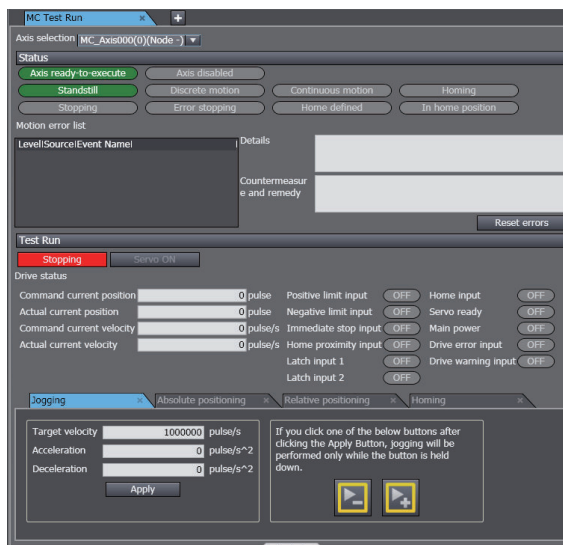 MC Test Run × +
Axis selection MC_Axis000(0)(Node -)
Status
Axis ready-to-execute Axis disabled
Standstill Discrete motion Continuous motion Homing
Stopping Error stopping Home defined In home position
Motion error list
Level|Source|Event Name| | Details
Countermeasur
e and remedy
Reset errors
Test Run
Stopping Servo ON
Drive status
Command current position 0 pulse Positive limit input OFF Home input OFF
Actual current position 0 pulse Negative limit input OFF Servo ready OFF
Command current velocity 0 pulse/s Immediate stop input OFF Main power OFF
Actual current velocity 0 pulse/s Home proximity input OFF Drive error input OFF
Latch input 1 OFF Drive warning input OFF
Latch input 2 OFF
Jogging × Absolute positioning × Relative positioning × Homing ×
Target velocity 1000000 pulse/s
Acceleration 0 pulse/s^2
Deceleration 0 pulse/s^2
Apply
If you click one of the below buttons after
clicking the Apply Button, jogging will be
performed only while the button is held
down.